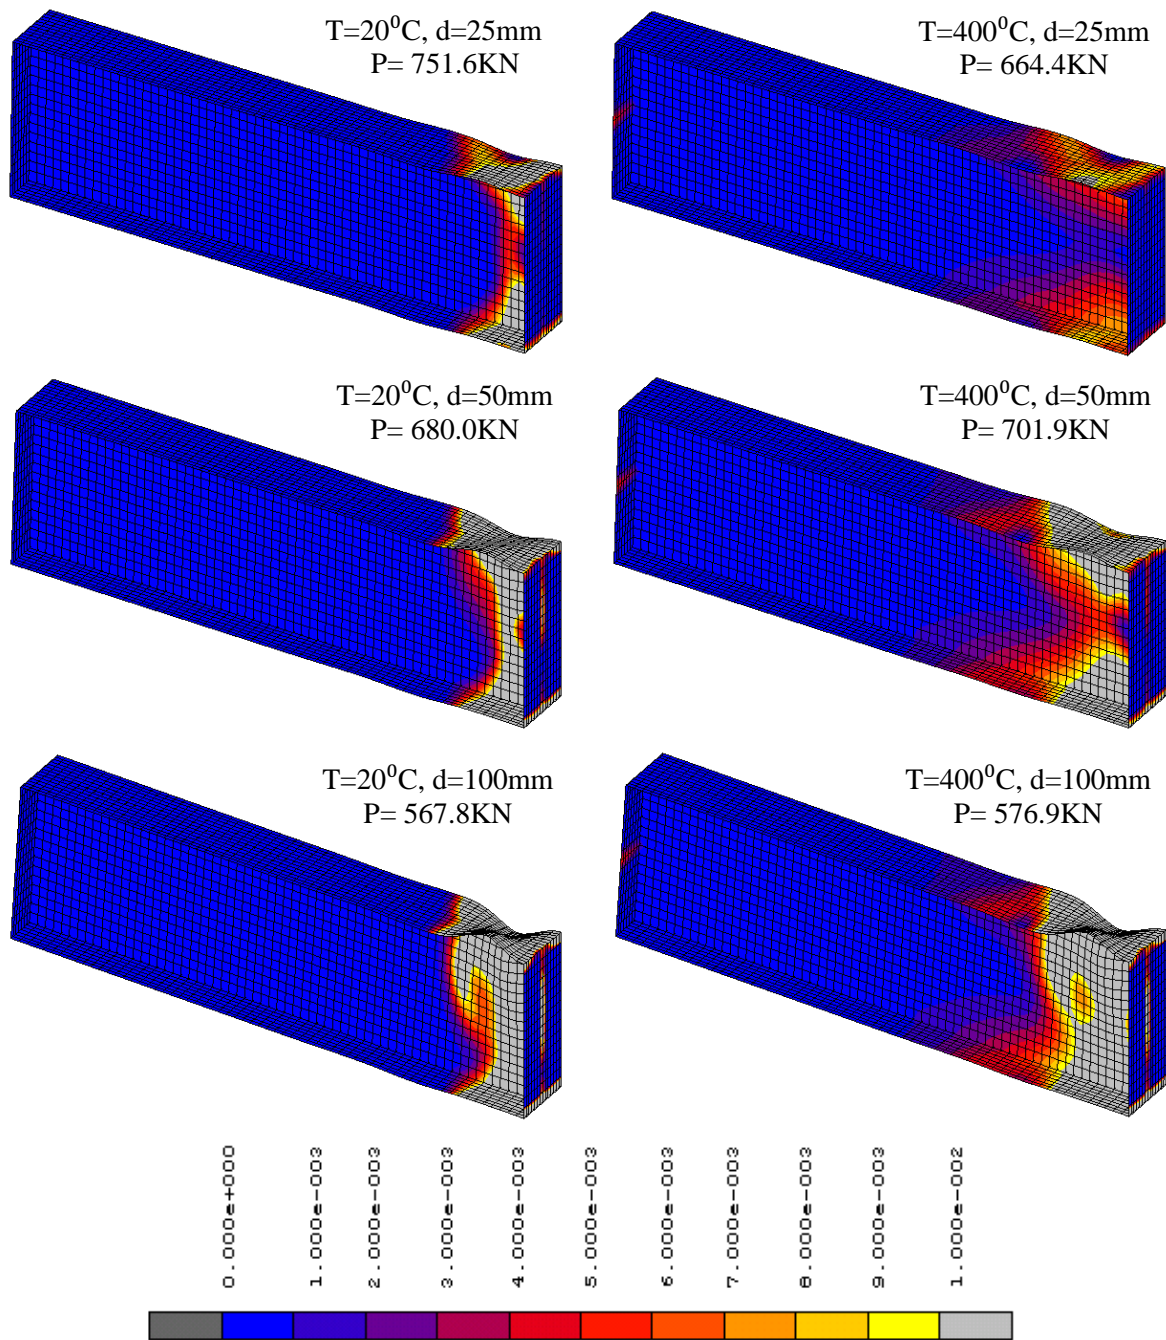 T=20⁰C, d=25mm
P= 751.6KN
T=400⁰C, d=25mm
P= 664.4KN
T=20⁰C, d=50mm
P= 680.0KN
T=400⁰C, d=50mm
P= 701.9KN
T=20⁰C, d=100mm
P= 567.8KN
T=400⁰C, d=100mm
P= 576.9KN
0.000e+000
1.000e-003
2.000e-003
3.000e-003
4.000e-003
5.000e-003
6.000e-003
7.000e-003
8.000e-003
9.000e-003
1.000e-002